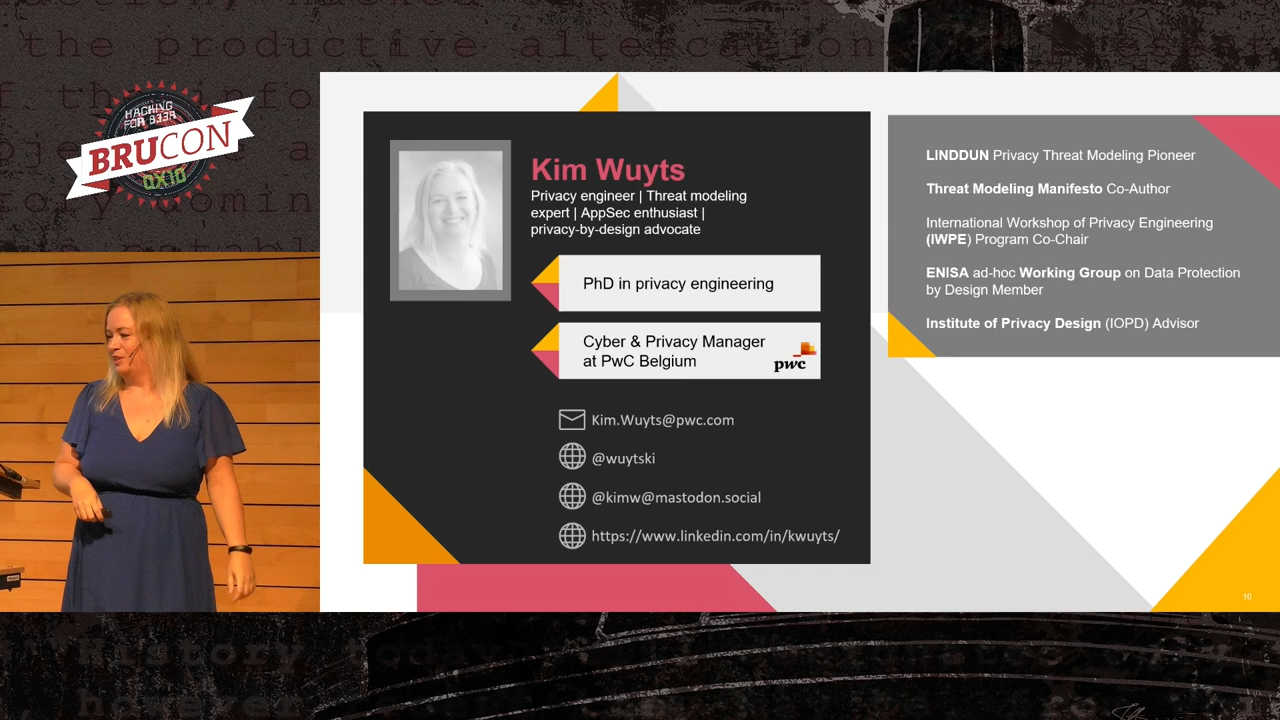 the productive altercation
HACKING
FOR B33R
BRUCON
0X10
Kim Wuyts
Privacy engineer | Threat modeling
expert | AppSec enthusiast |
privacy-by-design advocate
PhD in privacy engineering
Cyber & Privacy Manager
at PwC Belgium
pwc
Kim.Wuyts@pwc.com
@wuytski
@kimw@mastodon.social
https://www.linkedin.com/in/kwuyts/
LINDDUN Privacy Threat Modeling Pioneer
Threat Modeling Manifesto Co-Author
International Workshop of Privacy Engineering
(IWPE) Program Co-Chair
ENISA ad-hoc Working Group on Data Protection
by Design Member
Institute of Privacy Design (IOPD) Advisor
10
History today
however